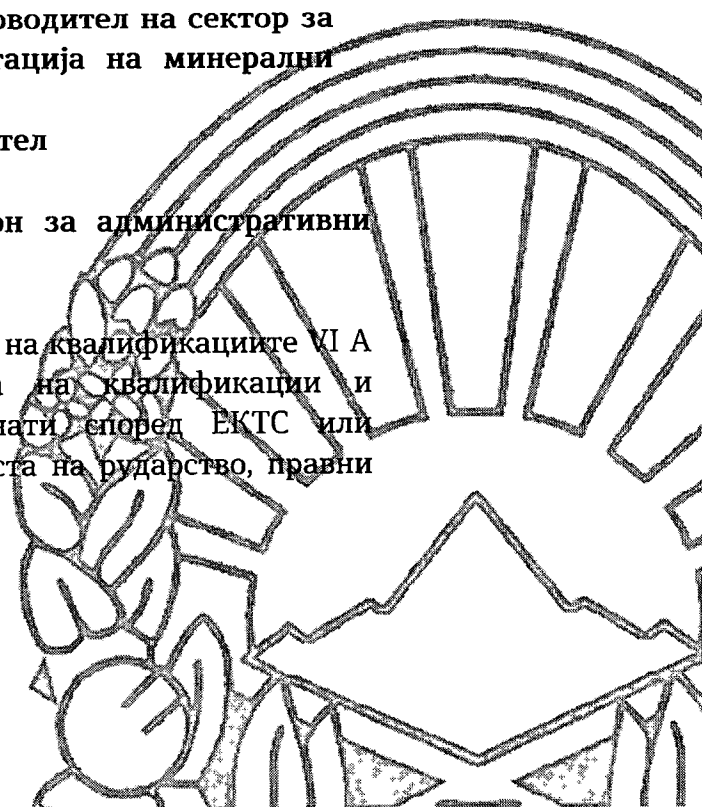 оводител на сектор за
тација на минерални
тел
он за административни
на квалификациите VI А
а на квалификации и
нати според ЕКТС или
ста на рударство, правни